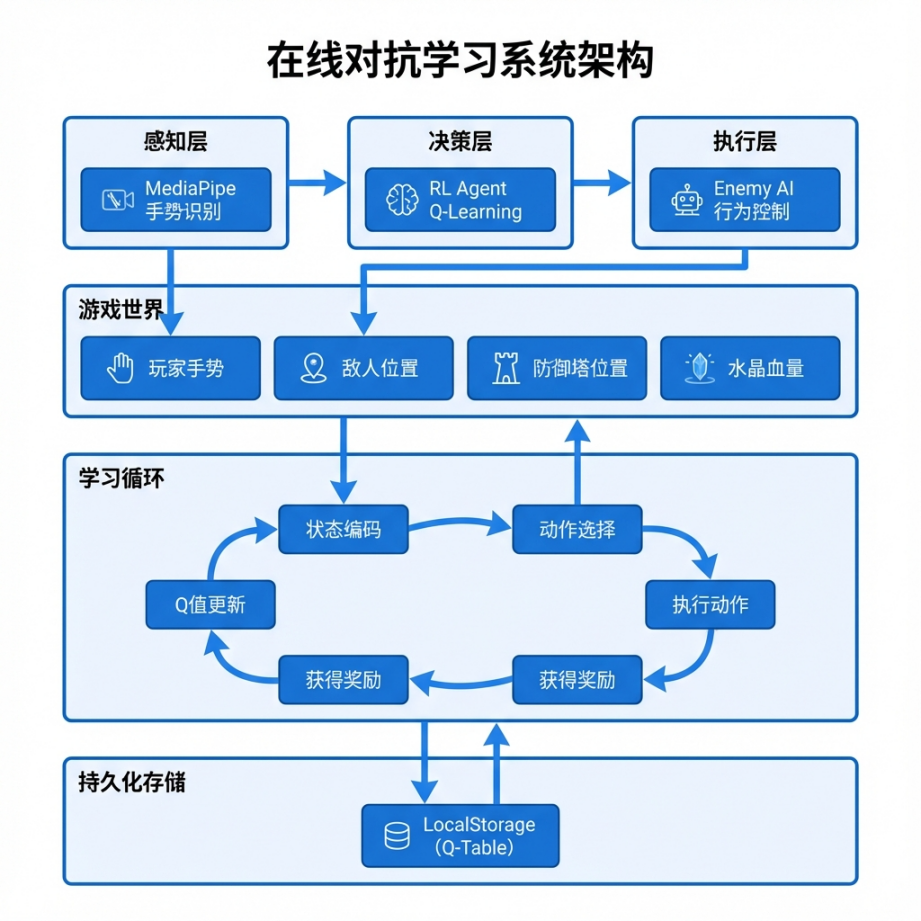 在线对抗学习系统架构
感知层
MediaPipe
手势识别
决策层
RL Agent
Q-Learning
执行层
Enemy AI
行为控制
游戏世界
玩家手势
敌人位置
防御塔位置
水晶血量
学习循环
状态编码
动作选择
Q值更新
执行动作
获得奖励
获得奖励
持久化存储
LocalStorage
（Q-Table）